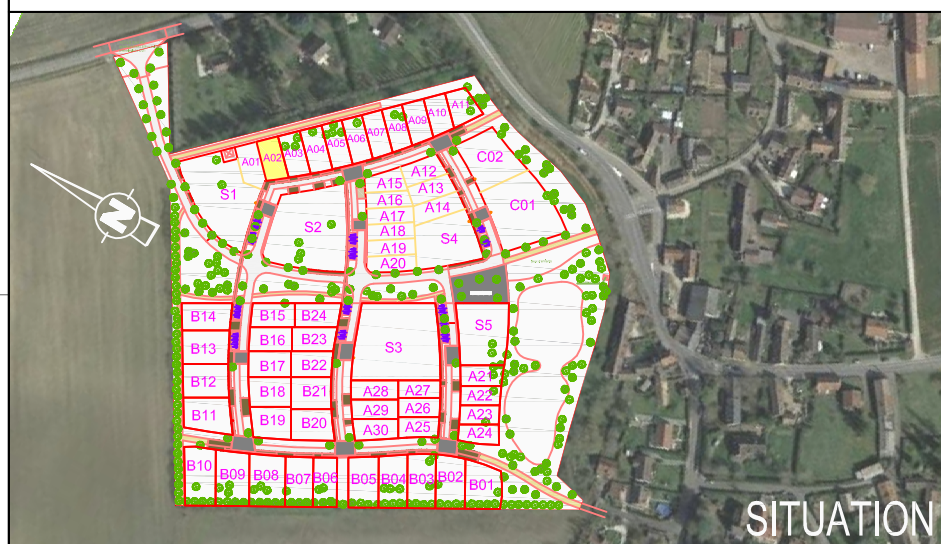 A11
A10
A09
A08
A07
A06
A05
A04
A03
A02
A01
C02
A12
A15
A13
S1
A16
A14
C01
A17
S2
A18
S4
A19
A20
N
B14
B15
B24
S5
B13
B16
B23
S3
B17
B22
A21
B12
B18
B21
A28
A27
A22
B11
A29
A26
A23
B19
B20
A30
A25
A24
B10
B09
B08
B07
B06
B05
B04
B03
B02
B01
SITUATION